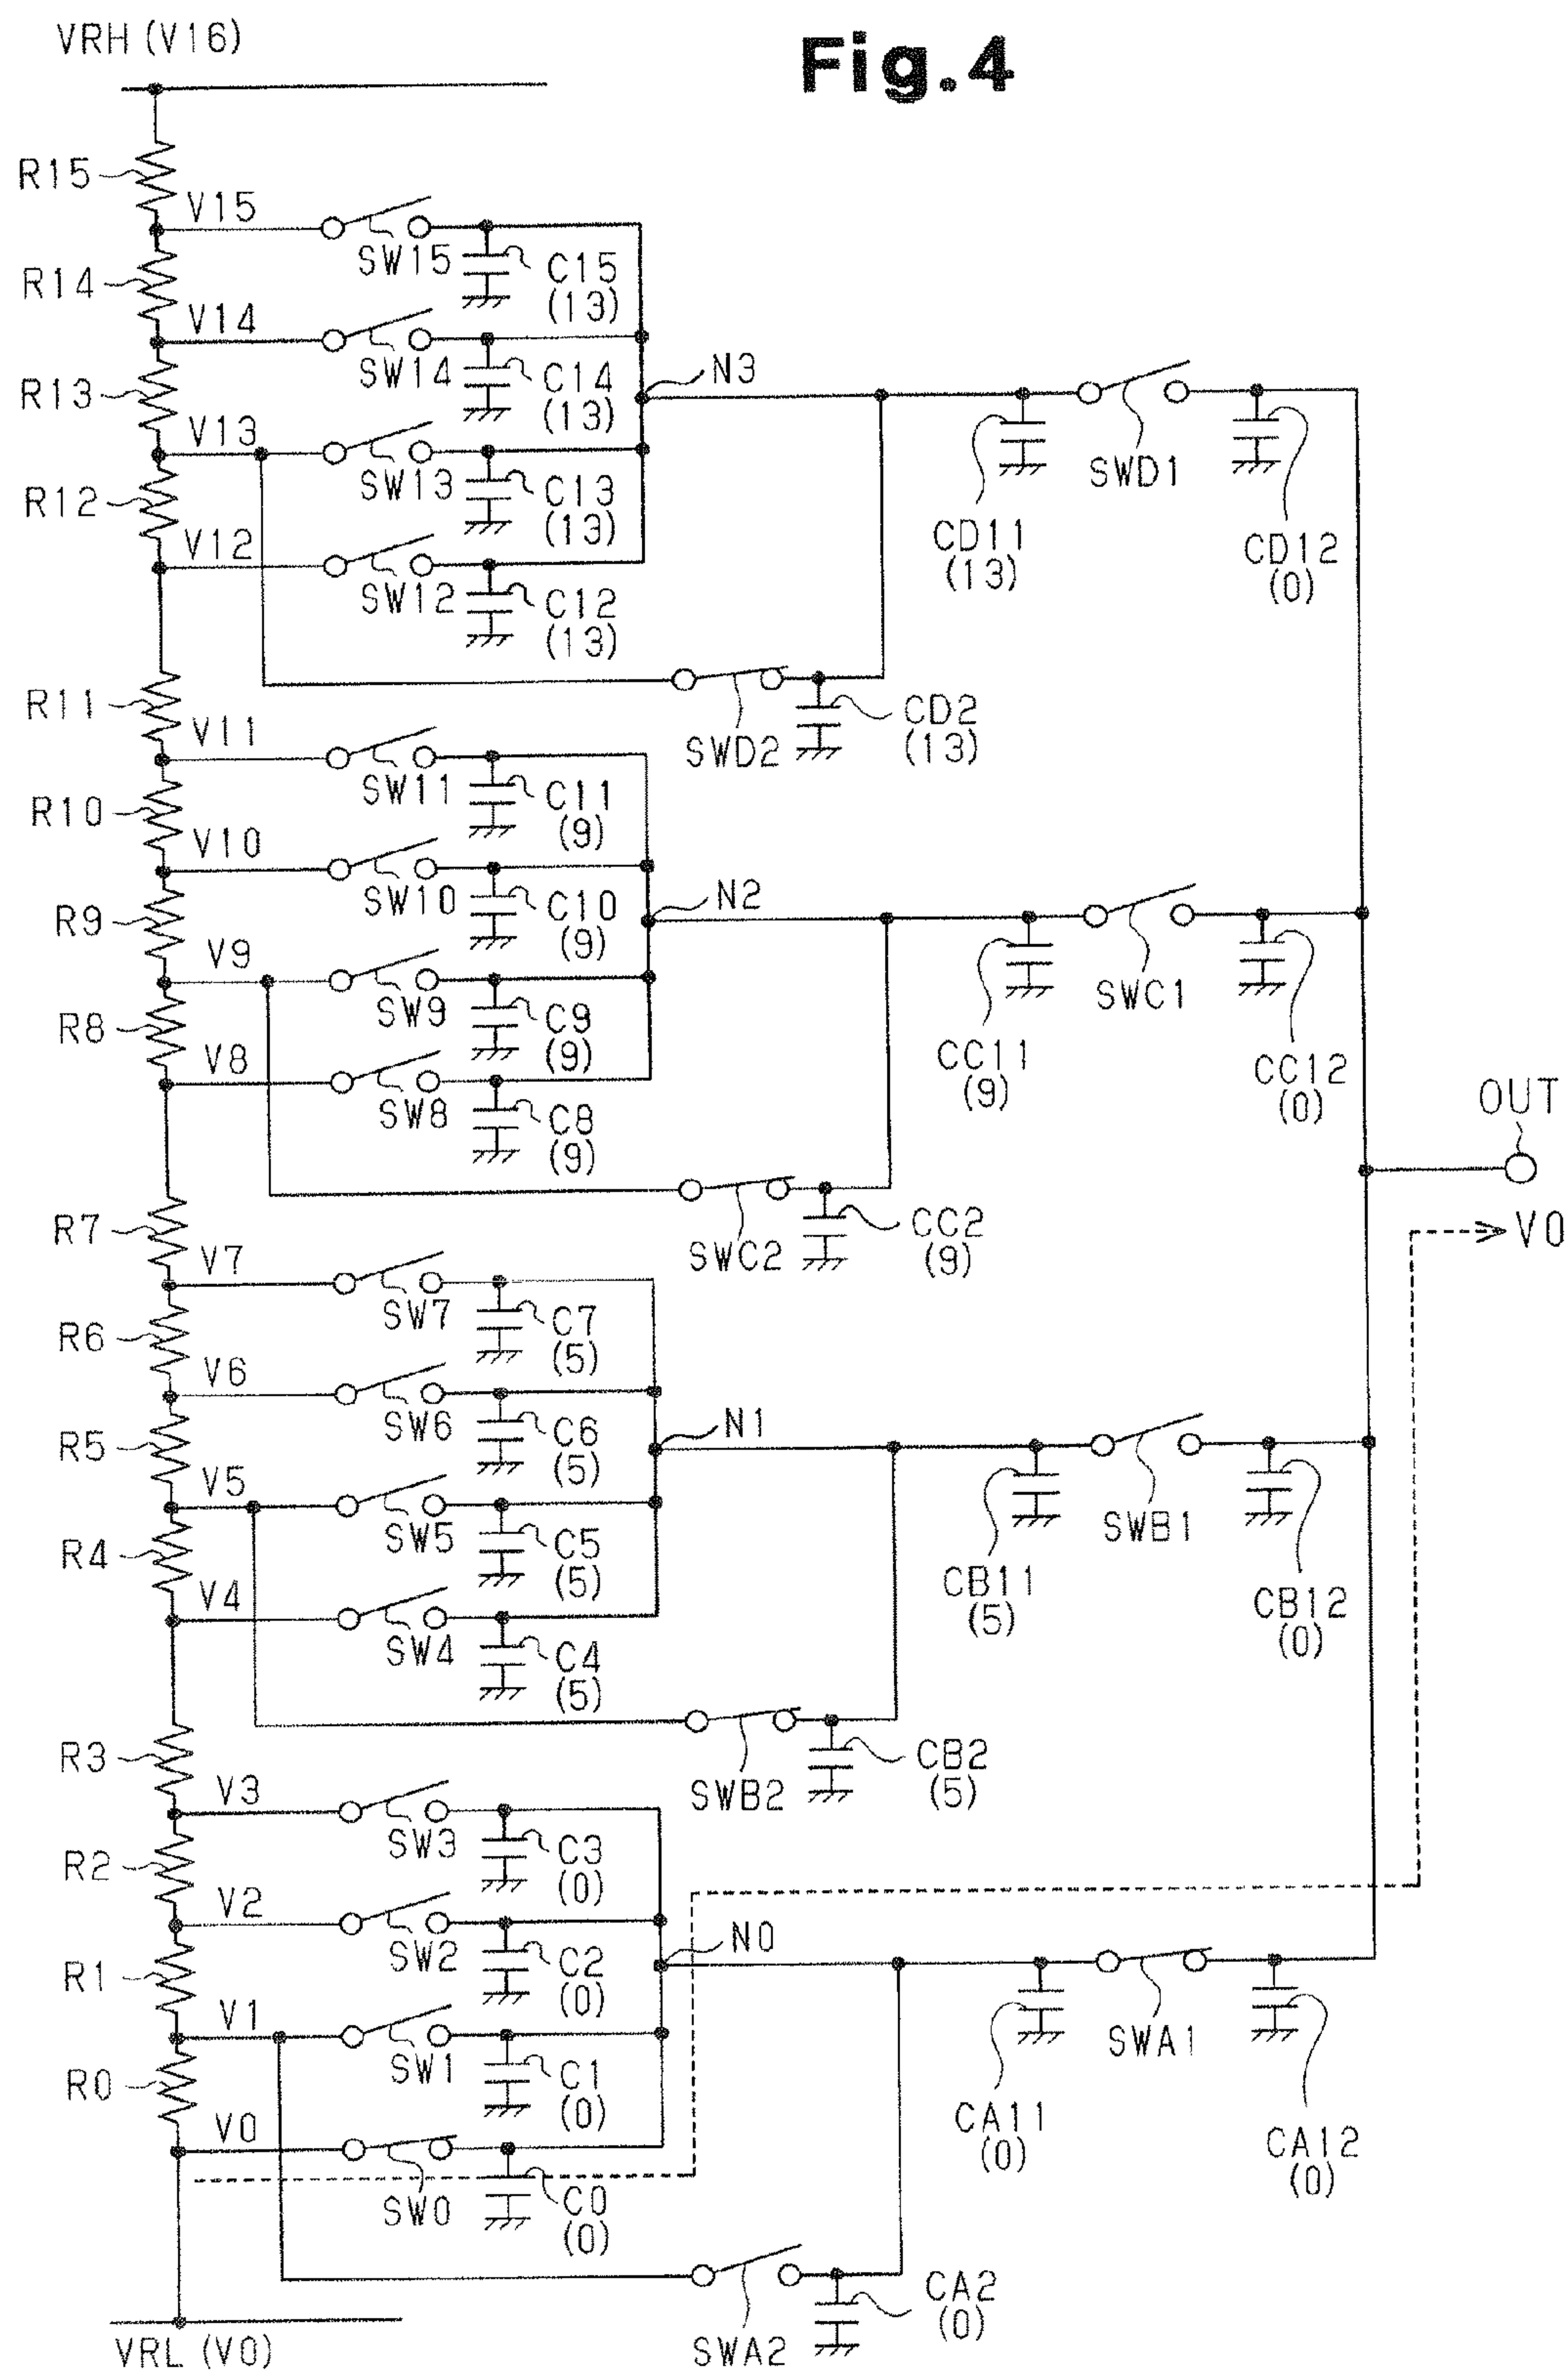 VRH (V16)
Fig.4
R15
V15
SW15
C15
(13)
R14
V14
SW14
C14
(13)
N3
R13
V13
SW13
C13
(13)
SWD1
R12
V12
SW12
C12
(13)
CD11
(13)
CD12
(0)
R11
V11
SWD2
CD2
(13)
SW11
C11
(9)
R10
V10
SW10
C10
(9)
N2
R9
V9
SW9
C9
(9)
SWC1
R8
V8
SW8
C8
(9)
CC11
(9)
CC12
(0)
OUT
R7
V7
SWC2
CC2
(9)
V0
SW7
C7
(5)
R6
V6
SW6
C6
(5)
N1
R5
V5
SW5
C5
(5)
SWB1
R4
V4
SW4
C4
(5)
CB11
(5)
CB12
(0)
R3
V3
SWB2
CB2
(5)
SW3
C3
(0)
R2
V2
SW2
C2
(0)
N0
R1
V1
SW1
C1
(0)
SWA1
R0
V0
SW0
C0
(0)
CA11
(0)
CA12
(0)
SWA2
CA2
(0)
VRL (V0)